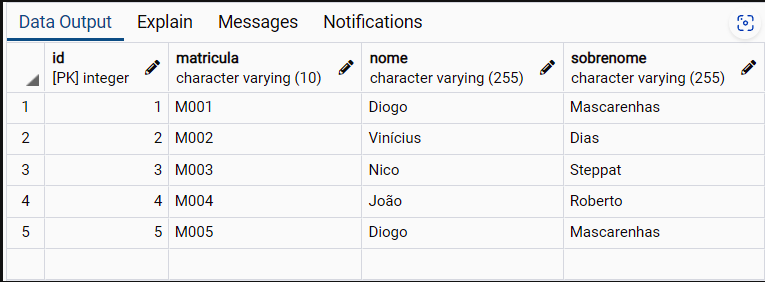 Data Output Explain Messages Notifications
id matricula nome sobrenome
[PK] integer character varying (10) character varying (255) character varying (255)
1 1 M001 Diogo Mascarenhas
2 2 M002 Vinícius Dias
3 3 M003 Nico Steppat
4 4 M004 João Roberto
5 5 M005 Diogo Mascarenhas